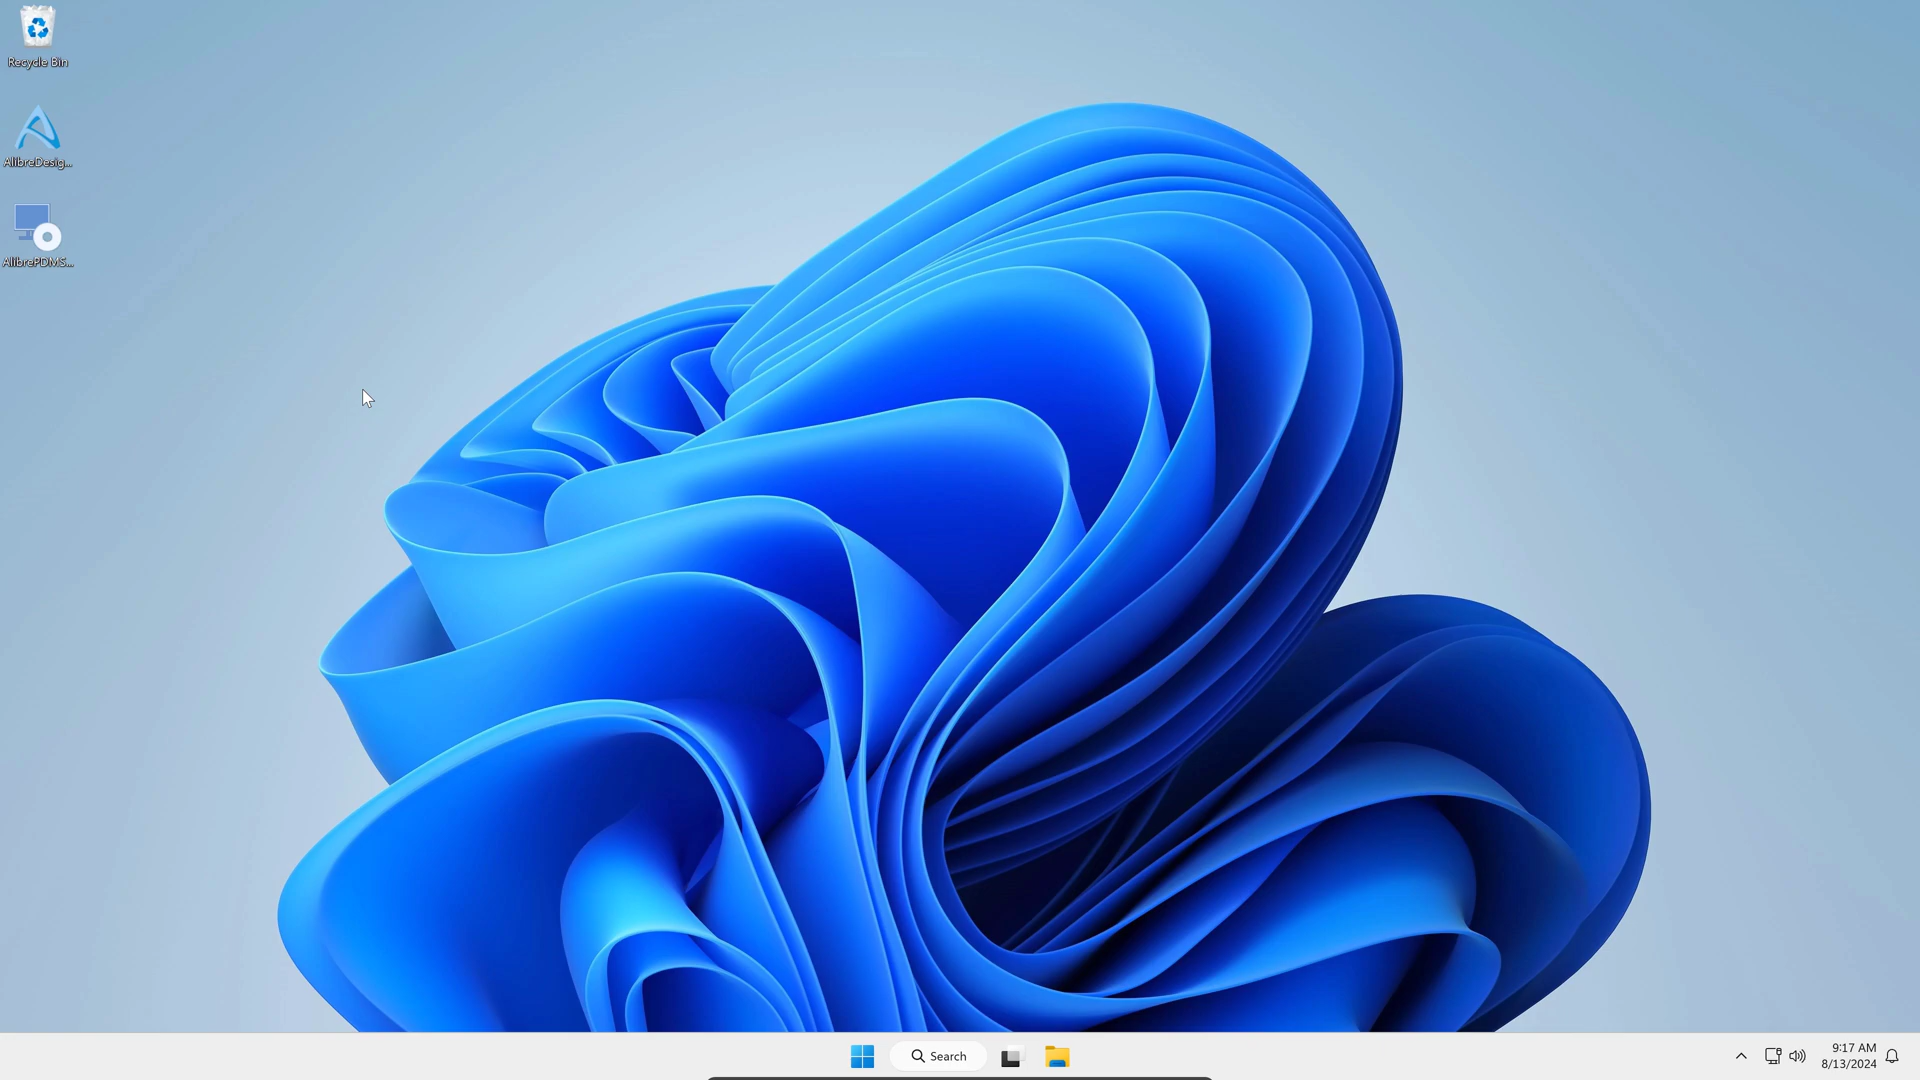 Recycle Bin
AlibreDesig...
AlibrePDMS...
Search
9:17 AM
8/13/2024